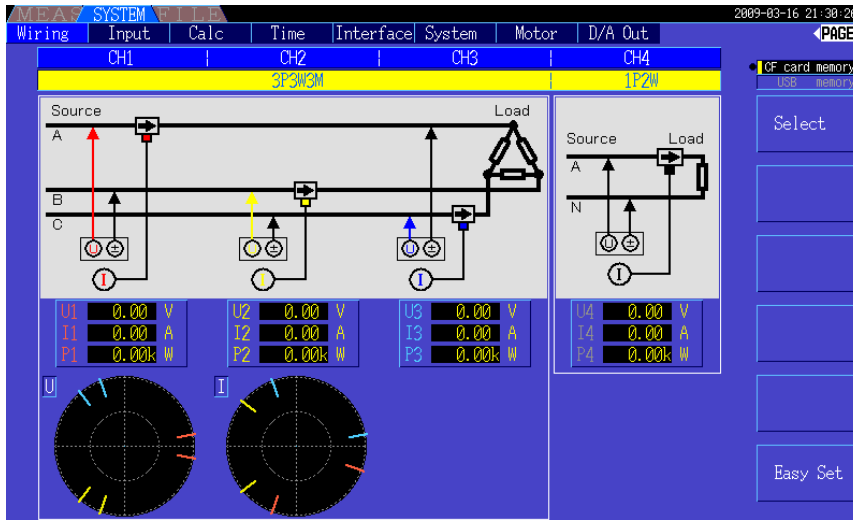 MEAS SYSTEM FILE 2009-03-16 21:30:26
Wiring Input Calc Time Interface System Motor D/A Out PAGE
CH1 CH2 CH3 CH4
3P3W3M 1P2W
CF card memory
USB memory
Select
Source Load
A
B
C
U ± ± U ±
I I I
Source Load
A
N
U ±
I
U1 0.00 V U2 0.00 V U3 0.00 V U4 0.00 V
I1 0.00 A I2 0.00 A I3 0.00 A I4 0.00 A
P1 0.00k W P2 0.00k W P3 0.00k W P4 0.00k W
U I
Easy Set